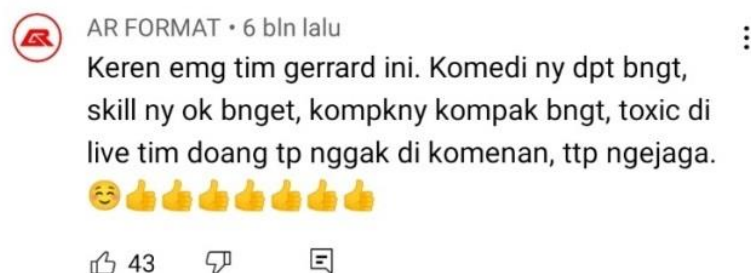 AR FORMAT • 6 bln lalu
Keren emg tim gerrard ini. Komedi ny dpt bngt,
skill ny ok bnget, kompkny kompak bngt, toxic di
live tim doang tp nggak di komenan, ttp ngejaga.
☺️👍👍👍👍👍👍👍
43